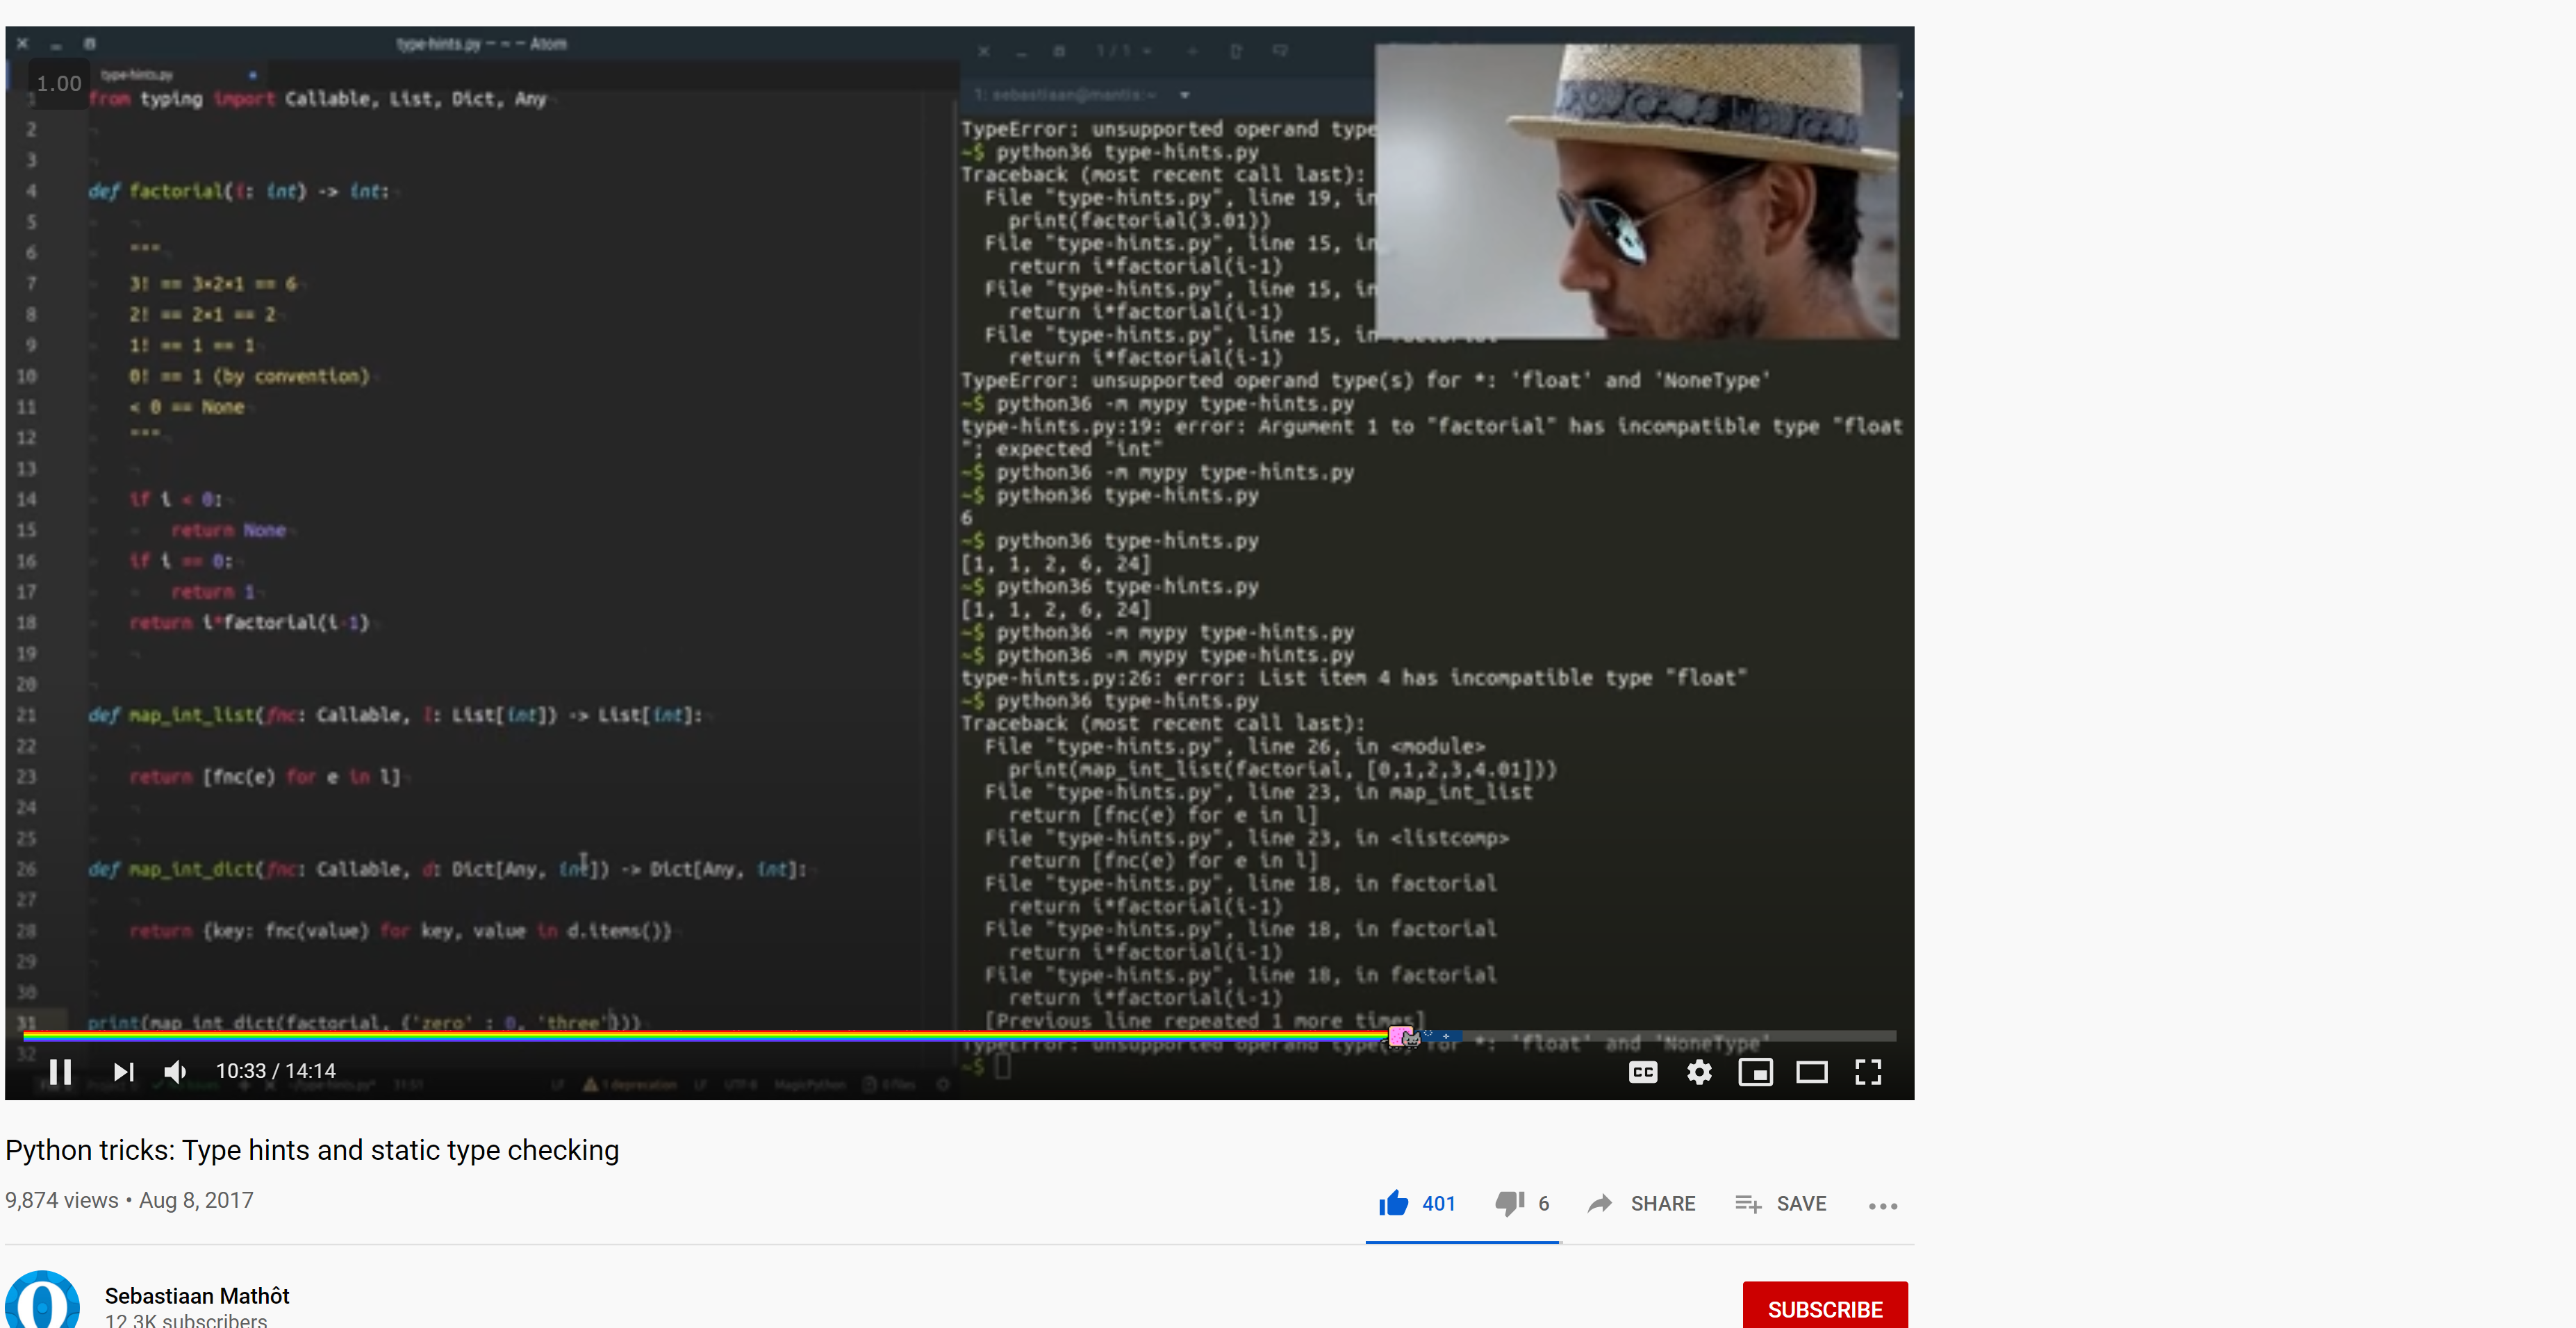 type-hints.py — ~ — Atom
type-hints.py
1.00
1 from typing import Callable, List, Dict, Any
2
3
4 def factorial(i: int) -> int:
5
6 """
7 3! == 3*2*1 == 6
8 2! == 2*1 == 2
9 1! == 1 == 1
10 0! == 1 (by convention)
11 < 0 == None
12 """
13
14 if i < 0:
15 return None
16 if i == 0:
17 return 1
18 return i*factorial(i-1)
19
20
21 def map_int_list(fnc: Callable, l: List[int]) -> List[int]:
22
23 return [fnc(e) for e in l]
24
25
26 def map_int_dict(fnc: Callable, d: Dict[Any, int]) -> Dict[Any, int]:
27
28 return {key: fnc(value) for key, value in d.items()}
29
30
31 print(map_int_dict(factorial, {'zero' : 0, 'three'}))
32
31:51 LF 1 deprecation LF UTF-8 MagicPython 0 files
1 / 1
1: sebastiaan@mantis:~
TypeError: unsupported operand type
~$ python36 type-hints.py
Traceback (most recent call last):
File "type-hints.py", line 19, in
print(factorial(3.01))
File "type-hints.py", line 15, in
return i*factorial(i-1)
File "type-hints.py", line 15, in
return i*factorial(i-1)
File "type-hints.py", line 15, in factorial
return i*factorial(i-1)
TypeError: unsupported operand type(s) for *: 'float' and 'NoneType'
~$ python36 -m mypy type-hints.py
type-hints.py:19: error: Argument 1 to "factorial" has incompatible type "float
"; expected "int"
~$ python36 -m mypy type-hints.py
~$ python36 type-hints.py
6
~$ python36 type-hints.py
[1, 1, 2, 6, 24]
~$ python36 type-hints.py
[1, 1, 2, 6, 24]
~$ python36 -m mypy type-hints.py
~$ python36 -m mypy type-hints.py
type-hints.py:26: error: List item 4 has incompatible type "float"
~$ python36 type-hints.py
Traceback (most recent call last):
File "type-hints.py", line 26, in <module>
print(map_int_list(factorial, [0,1,2,3,4.01]))
File "type-hints.py", line 23, in map_int_list
return [fnc(e) for e in l]
File "type-hints.py", line 23, in <listcomp>
return [fnc(e) for e in l]
File "type-hints.py", line 18, in factorial
return i*factorial(i-1)
File "type-hints.py", line 18, in factorial
return i*factorial(i-1)
File "type-hints.py", line 18, in factorial
return i*factorial(i-1)
[Previous line repeated 1 more times]
TypeError: unsupported operand type(s) for *: 'float' and 'NoneType'
~$
10:33 / 14:14
CC
Python tricks: Type hints and static type checking
9,874 views • Aug 8, 2017
401
6
SHARE
SAVE
Sebastiaan Mathôt
12.3K subscribers
SUBSCRIBE